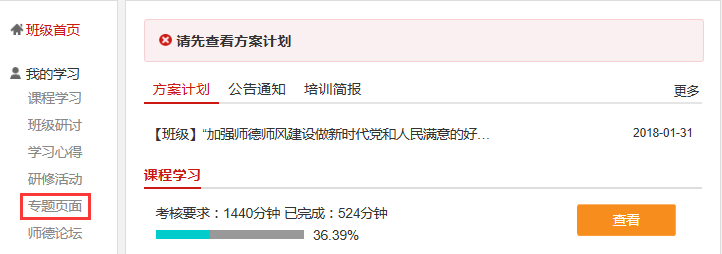 班级首页
我的学习
课程学习
班级研讨
学习心得
研修活动
专题页面
师德论坛
请先查看方案计划
方案计划 公告通知 培训简报 更多
【班级】“加强师德师风建设做新时代党和人民满意的好... 2018-01-31
课程学习
考核要求：1440分钟 已完成：524分钟
36.39%
查看